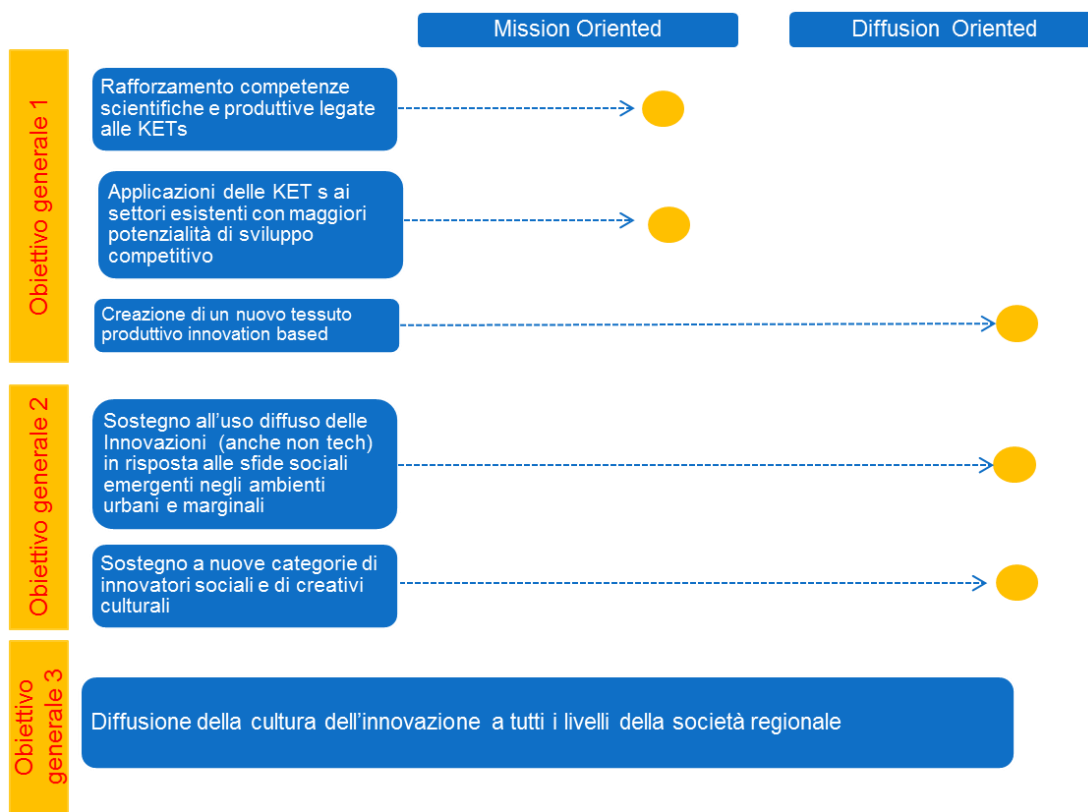 Mission Oriented
Diffusion Oriented
Obiettivo generale 1
Rafforzamento competenze
scientifiche e produttive legate
alle KETs
Applicazioni delle KET s ai
settori esistenti con maggiori
potenzialità di sviluppo
competitivo
Creazione di un nuovo tessuto
produttivo innovation based
Obiettivo generale 2
Sostegno all’uso diffuso delle
Innovazioni (anche non tech)
in risposta alle sfide sociali
emergenti negli ambienti
urbani e marginali
Sostegno a nuove categorie di
innovatori sociali e di creativi
culturali
Obiettivo
generale 3
Diffusione della cultura dell’innovazione a tutti i livelli della società regionale